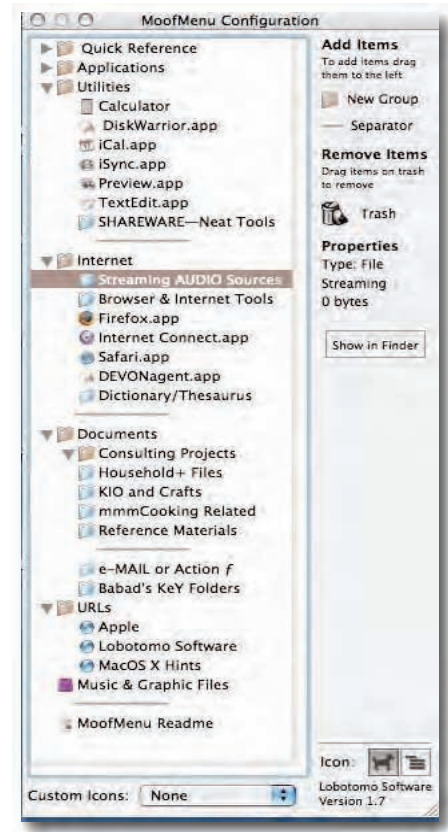 MoofMenu Configuration
Quick Reference
Applications
Utilities
Calculator
DiskWarrior.app
iCal.app
iSync.app
Preview.app
TextEdit.app
SHAREWARE—Neat Tools
Internet
Streaming AUDIO Sources
Browser & Internet Tools
Firefox.app
Internet Connect.app
Safari.app
DEVONagent.app
Dictionary/Thesaurus
Documents
Consulting Projects
Household+ Files
KIO and Crafts
mmmCooking Related
Reference Materials
e-MAIL or Action ƒ
Babad's KeY Folders
URLs
Apple
Lobotomo Software
MacOS X Hints
Music & Graphic Files
MoofMenu Readme
Custom Icons: None
Add Items
To add items drag
them to the left
New Group
Separator
Remove Items
Drag items on trash
to remove
Trash
Properties
Type: File
Streaming
0 bytes
Show in Finder
Icon:
Lobotomo Software
Version 1.7